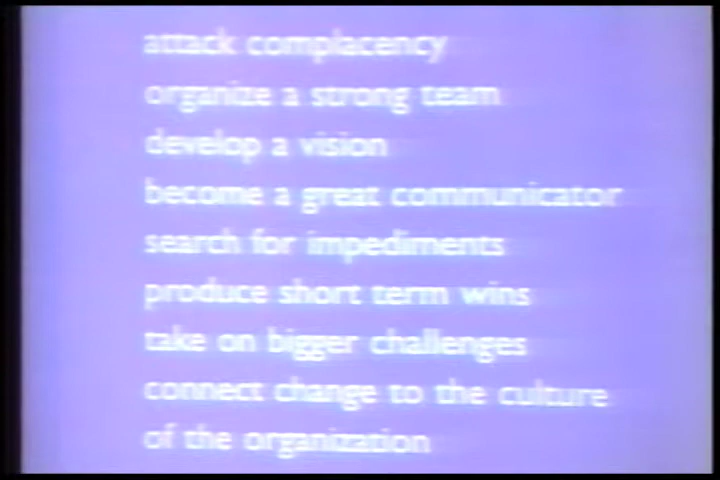 attack complacency
organize a strong team
develop a vision
become a great communicator
search for impediments
produce short term wins
take on bigger challenges
connect change to the culture
of the organization